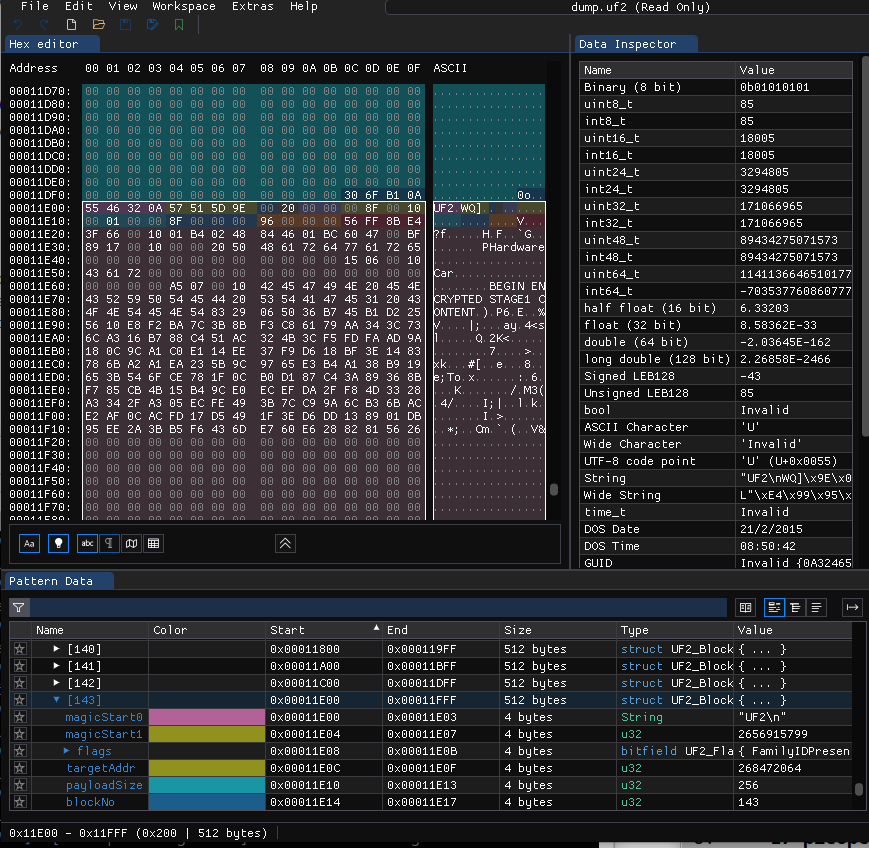 File Edit View Workspace Extras Help
dump.uf2 (Read Only)
Hex editor
Address 00 01 02 03 04 05 06 07 08 09 0A 0B 0C 0D 0E 0F ASCII
00011D70: 00 00 00 00 00 00 00 00 00 00 00 00 00 00 00 00 ................
00011D80: 00 00 00 00 00 00 00 00 00 00 00 00 00 00 00 00 ................
00011D90: 00 00 00 00 00 00 00 00 00 00 00 00 00 00 00 00 ................
00011DA0: 00 00 00 00 00 00 00 00 00 00 00 00 00 00 00 00 ................
00011DB0: 00 00 00 00 00 00 00 00 00 00 00 00 00 00 00 00 ................
00011DC0: 00 00 00 00 00 00 00 00 00 00 00 00 00 00 00 00 ................
00011DD0: 00 00 00 00 00 00 00 00 00 00 00 00 00 00 00 00 ................
00011DE0: 00 00 00 00 00 00 00 00 00 00 00 00 00 00 00 00 ................
00011DF0: 00 00 00 00 00 00 00 00 00 00 00 00 30 6F B1 0A ............0o..
00011E00: 55 46 32 0A 57 51 5D 9E 00 20 00 00 00 8F 00 10 UF2.WQ].. ......
00011E10: 00 61 00 00 8F 00 00 00 96 00 00 00 56 FF 8B E4
00011E20: 3F 66 00 10 01 B4 02 48 84 46 01 BC 60 47 00 BF ?f.....H.F..`G..
00011E30: 89 17 00 10 00 00 20 50 48 61 72 64 77 61 72 65 ...... PHardware
00011E40: 00 00 00 00 00 00 00 00 00 00 00 00 15 06 00 10 ................
00011E50: 43 61 72 00 00 00 00 00 00 00 00 00 00 00 00 00 Car.............
00011E60: 00 00 00 00 A5 07 00 10 42 45 47 49 4E 20 45 4E ........BEGIN EN
00011E70: 43 52 59 50 54 45 44 20 53 54 41 47 45 31 20 43 CRYPTED STAGE1 C
00011E80: 4F 4E 54 45 4E 54 83 29 06 50 36 B7 45 B1 D2 25 ONTENT.).P6.E..%
00011E90: 56 10 E8 F2 BA 7C 3B 8B F3 C8 61 79 AA 34 3C 73 V....|;...ay.4<s
00011EA0: 6C A3 16 B7 88 C4 51 AC 32 4B 3C F5 FD FA AD 9A l.....Q.2K<.....
00011EB0: 18 0C 9C A1 C0 E1 14 EE 37 F9 D6 18 BF 3E 14 83 ........7....>..
00011EC0: 78 6B A2 A1 EA 23 5B 9C 97 65 E3 B4 A1 38 B9 19 xk...#[..e...8..
00011ED0: 65 3B 54 6F CE 78 1F 0C B0 D1 87 C4 3A 89 36 8B e;To.x......:.6.
00011EE0: F7 85 CB 4B 15 B4 9C E0 EC EF DA 2F F8 4D 33 28 ...K......./.M3(
00011EF0: A3 34 2F A3 05 EC FE 49 3B 7C C9 9A 6C B3 6B AC .4/....I;|..l.k.
00011F00: E2 AF 0C AC FD 17 D5 49 1F 3E D6 DD 13 89 01 DB .......I.>......
00011F10: 95 EE 2A 3B B5 F6 43 6D E7 60 E6 28 82 81 56 26 ..*;..Cm.`.(..V&
00011F20: 00 00 00 00 00 00 00 00 00 00 00 00 00 00 00 00 ................
00011F30: 00 00 00 00 00 00 00 00 00 00 00 00 00 00 00 00 ................
00011F40: 00 00 00 00 00 00 00 00 00 00 00 00 00 00 00 00 ................
00011F50: 00 00 00 00 00 00 00 00 00 00 00 00 00 00 00 00 ................
00011F60: 00 00 00 00 00 00 00 00 00 00 00 00 00 00 00 00 ................
00011F70: 00 00 00 00 00 00 00 00 00 00 00 00 00 00 00 00 ................
Aa abc
Data Inspector
Name Value
Binary (8 bit) 0b01010101
uint8_t 85
int8_t 85
uint16_t 18005
int16_t 18005
uint24_t 3294805
int24_t 3294805
uint32_t 171066965
int32_t 171066965
uint48_t 89434275071573
int48_t 89434275071573
uint64_t 1141136646510177
int64_t -703537760860777
half float (16 bit) 6.33203
float (32 bit) 8.58362E-33
double (64 bit) -2.03645E-162
long double (128 bit) 2.26858E-2466
Signed LEB128 -43
Unsigned LEB128 85
bool Invalid
ASCII Character 'U'
Wide Character 'Invalid'
UTF-8 code point 'U' (U+0x0055)
String "UF2\nWQ]\x9E\x0
Wide String L"\xE4\x99\x95\x
time_t Invalid
DOS Date 21/2/2015
DOS Time 08:50:42
GUID Invalid {0A32465
Pattern Data
Name Color Start End Size Type Value
[140] 0x00011800 0x000119FF 512 bytes struct UF2_Block { ... }
[141] 0x00011A00 0x00011BFF 512 bytes struct UF2_Block { ... }
[142] 0x00011C00 0x00011DFF 512 bytes struct UF2_Block { ... }
[143] 0x00011E00 0x00011FFF 512 bytes struct UF2_Block { ... }
magicStart0 0x00011E00 0x00011E03 4 bytes String "UF2\n"
magicStart1 0x00011E04 0x00011E07 4 bytes u32 2656915799
flags 0x00011E08 0x00011E0B 4 bytes bitfield UF2_Fla { FamilyIDPresen
targetAddr 0x00011E0C 0x00011E0F 4 bytes u32 268472064
payloadSize 0x00011E10 0x00011E13 4 bytes u32 256
blockNo 0x00011E14 0x00011E17 4 bytes u32 143
0x11E00 - 0x11FFF (0x200 | 512 bytes)